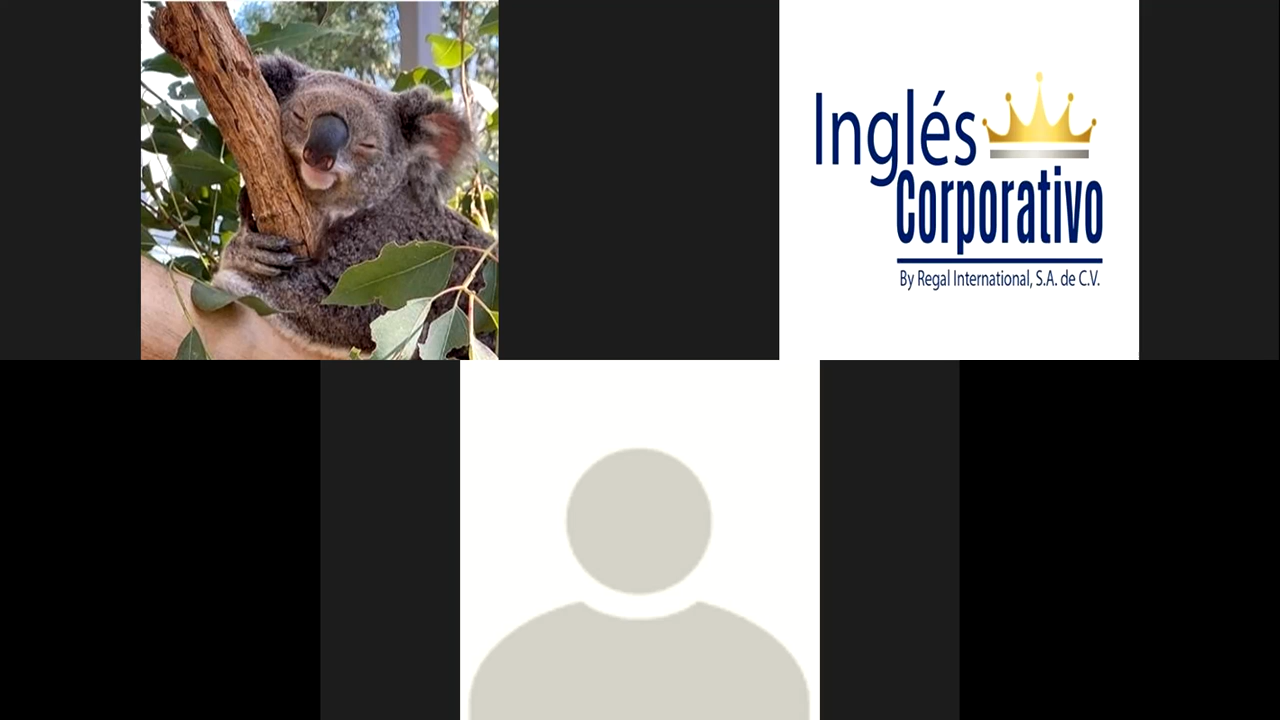 Inglés
Corporativo
By Regal International, S.A. de C.V.